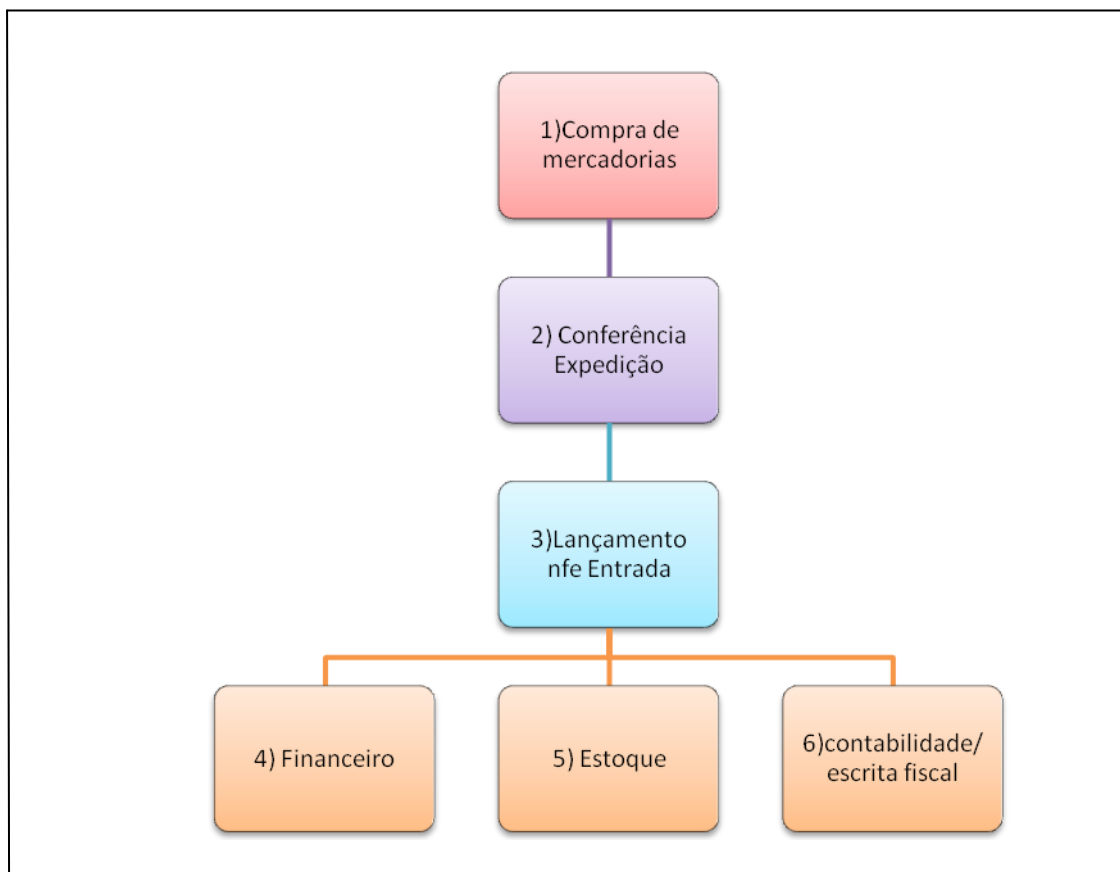 1)Compra de
mercadorias
2) Conferência
Expedição
3)Lançamento
nfe Entrada
4) Financeiro
5) Estoque
6)contabilidade/
escrita fiscal